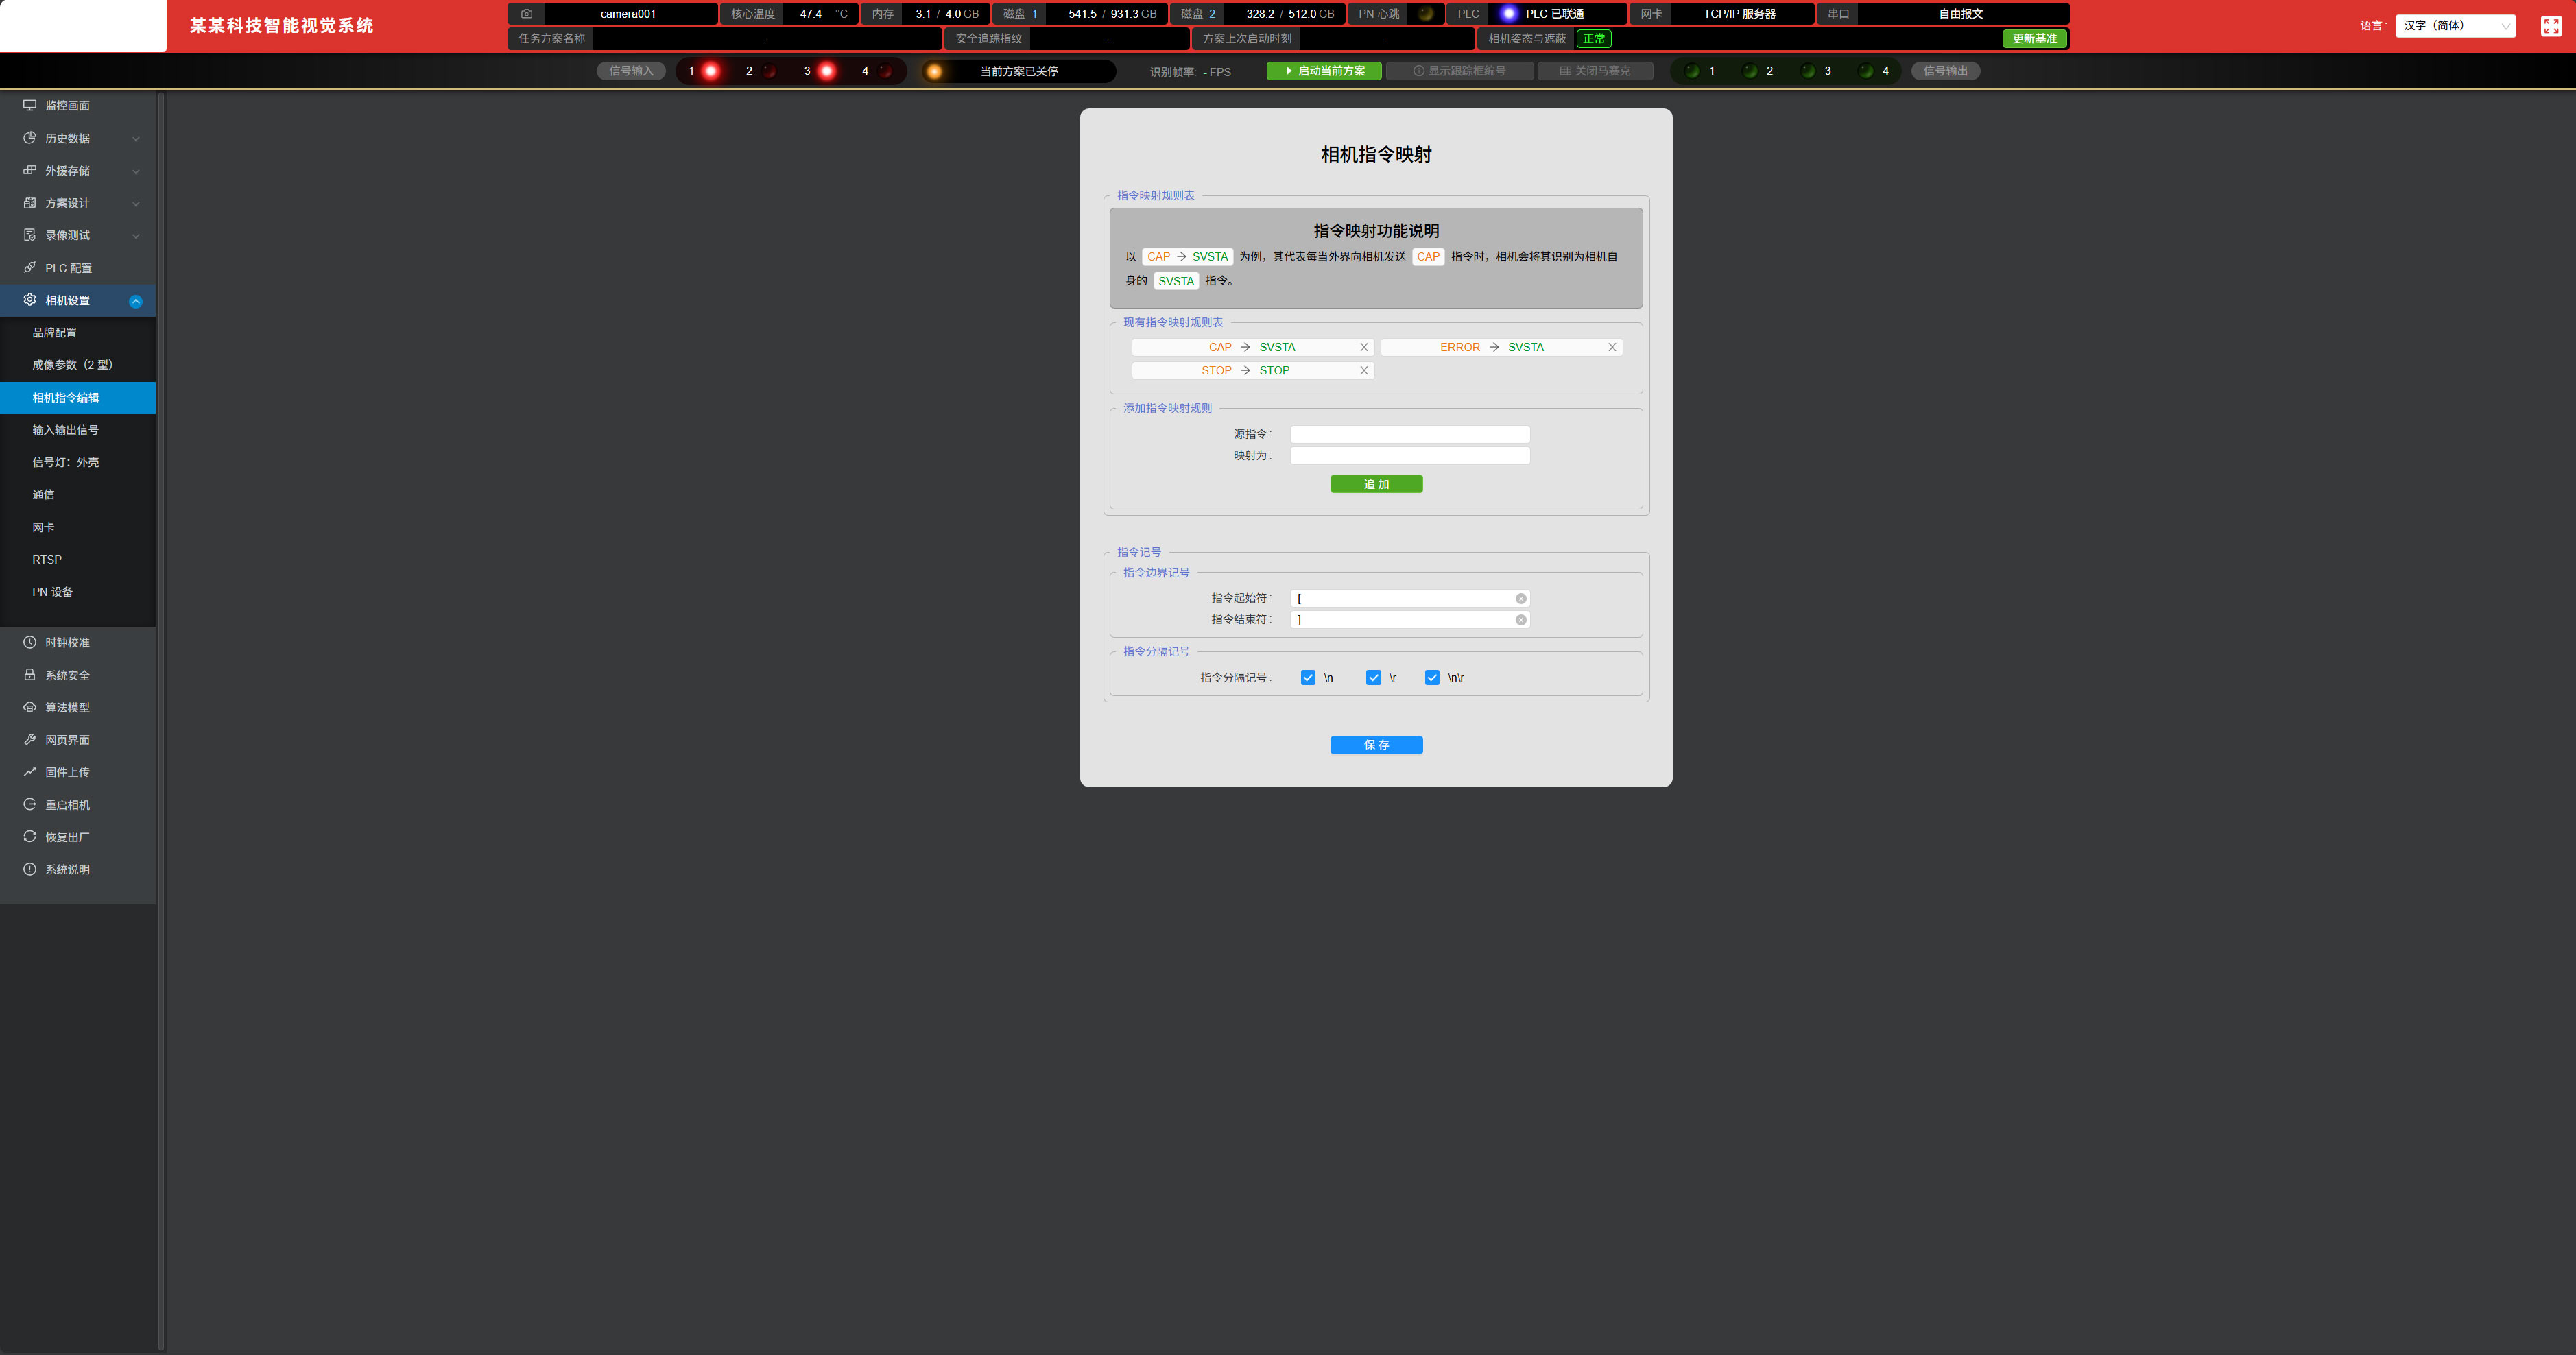 某某科技智能视觉系统
camera001 核心温度 47.4 °C 内存 3.1 / 4.0 GB 磁盘 1 541.5 / 931.3 GB 磁盘 2 328.2 / 512.0 GB PN 心跳 PLC PLC 已联通 网卡 TCP/IP 服务器 串口 自由报文
任务方案名称 - 安全追踪指纹 - 方案上次启动时刻 - 相机姿态与遮蔽 正常 更新基准
语言 : 汉字（简体）
信号输入 1 2 3 4 当前方案已关停 识别帧率 - FPS 启动当前方案 显示跟踪框编号 关闭马赛克 1 2 3 4 信号输出
监控画面
历史数据
外援存储
方案设计
录像测试
PLC 配置
相机设置
品牌配置
成像参数（2 型）
相机指令编辑
输入输出信号
信号灯：外壳
通信
网卡
RTSP
PN 设备
时钟校准
系统安全
算法模型
网页界面
固件上传
重启相机
恢复出厂
系统说明
相机指令映射
指令映射规则表
指令映射功能说明
以 CAP → SVSTA 为例，其代表每当外界向相机发送 CAP 指令时，相机会将其识别为相机自
身的 SVSTA 指令。
现有指令映射规则表
CAP → SVSTA X ERROR → SVSTA X
STOP → STOP X
添加指令映射规则
源指令 :
映射为 :
追 加
指令记号
指令边界记号
指令起始符 : [
指令结束符 : ]
指令分隔记号
指令分隔记号 : \n \r \n\r
保 存